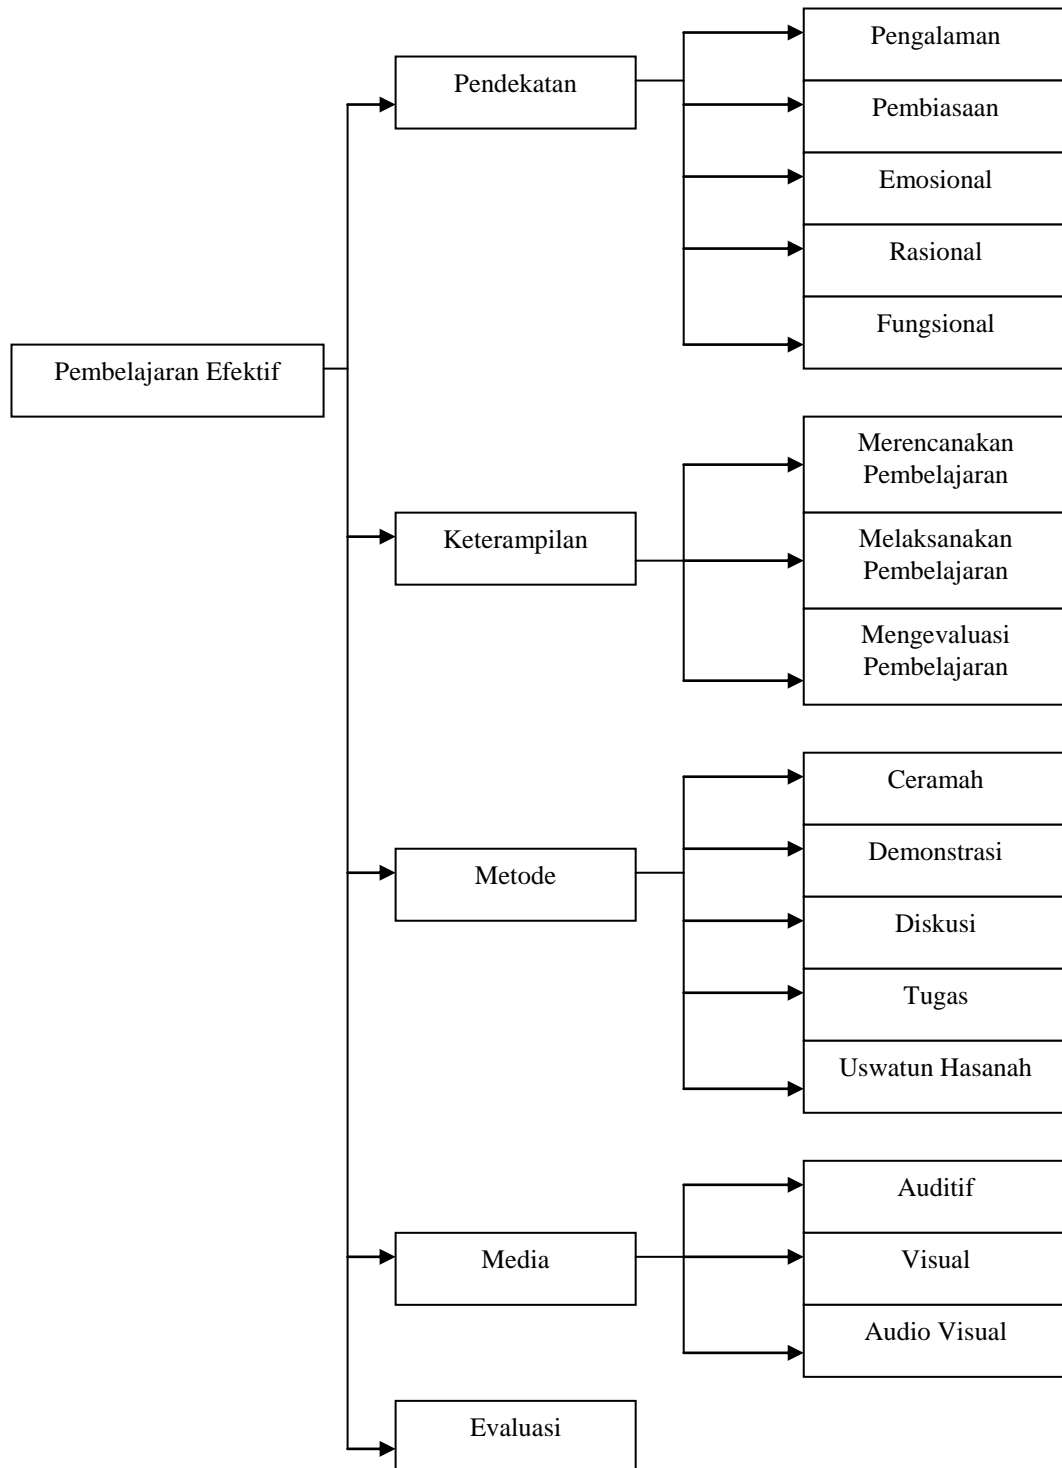 Pembelajaran Efektif
Pendekatan
Pengalaman
Pembiasaan
Emosional
Rasional
Fungsional
Keterampilan
Merencanakan
Pembelajaran
Melaksanakan
Pembelajaran
Mengevaluasi
Pembelajaran
Metode
Ceramah
Demonstrasi
Diskusi
Tugas
Uswatun Hasanah
Media
Auditif
Visual
Audio Visual
Evaluasi